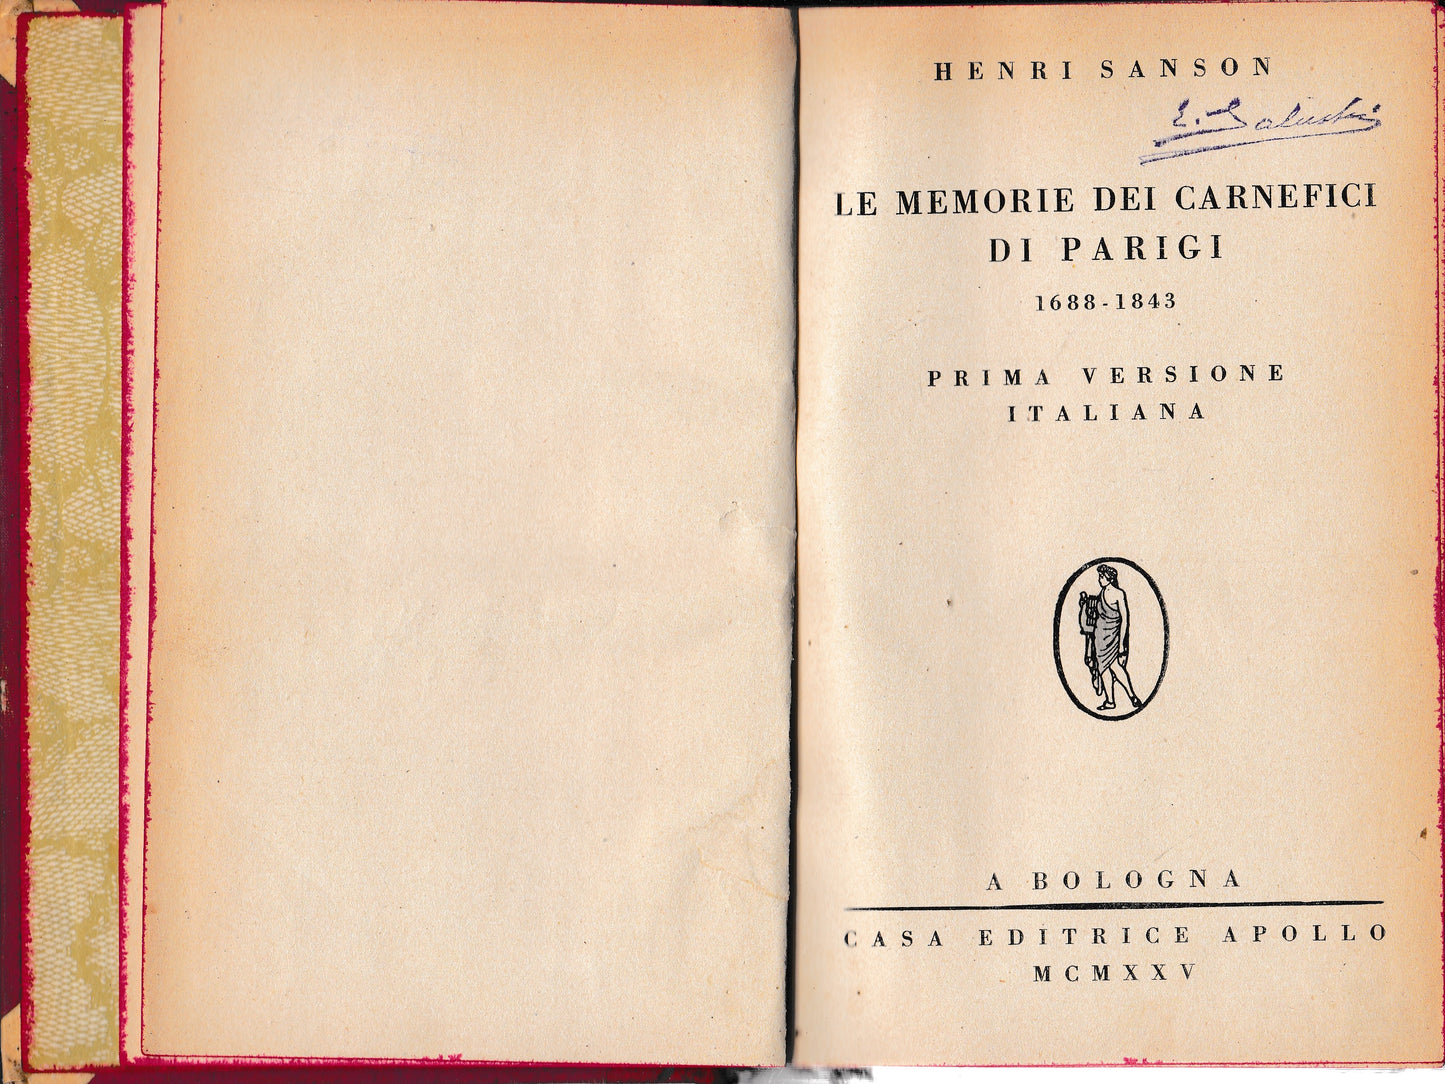 HENRI SANSON
LE MEMORIE DEI CARNEFICI
DI PARIGI
1688-1843
PRIMA VERSIONE
ITALIANA
A BOLOGNA
CASA EDITRICE APOLLO
MCMXXV